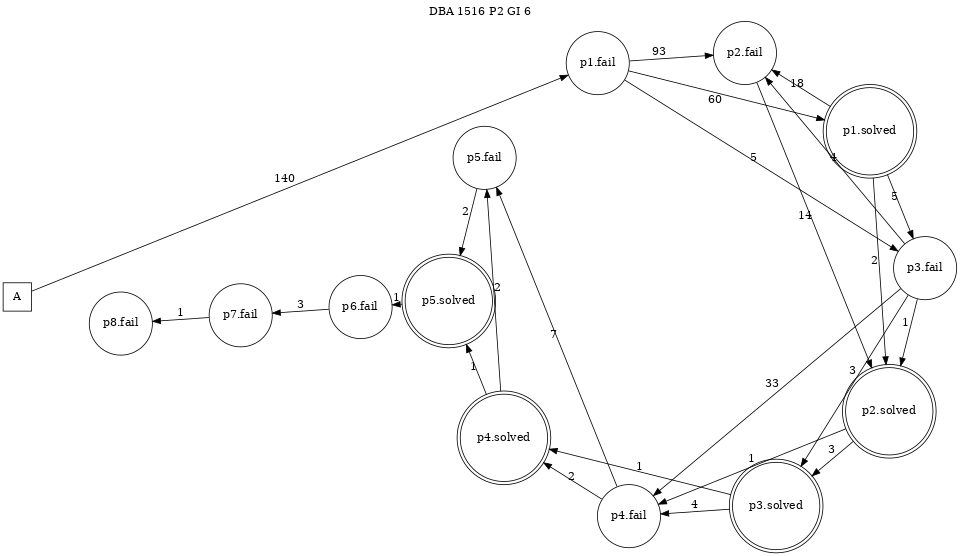 DBA 1516 P2 GI 6
p1.fail
93
p2.fail
18
60
p1.solved
4
5
p5.fail
140
5
2
14
2
p3.fail
A
p8.fail
1
p7.fail
3
p6.fail
1
p5.solved
2
7
1
33
3
1
p2.solved
p4.solved
1
2
1
3
p3.solved
4
p4.fail